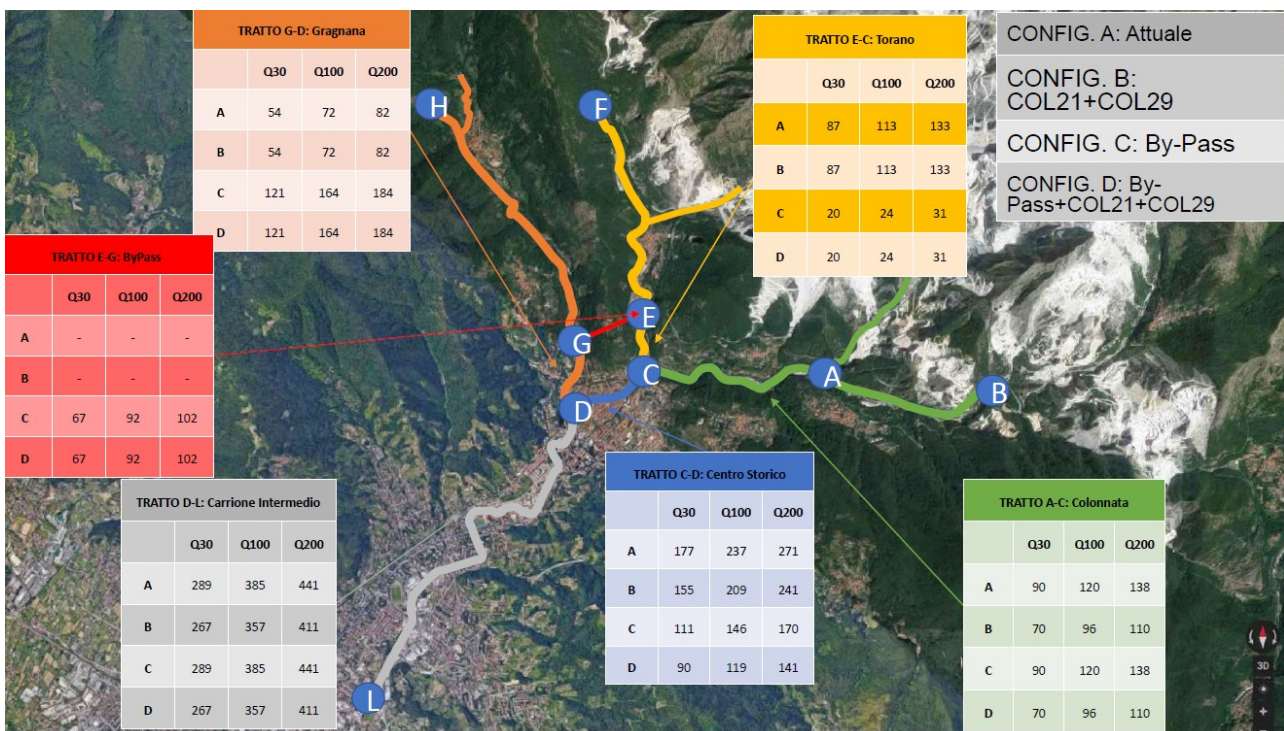 TRATTO G-D: Gragnana
Q30 Q100 Q200
A 54 72 82
B 54 72 82
C 121 164 184
D 121 164 184
TRATTO E-C: Torano
Q30 Q100 Q200
A 87 113 133
B 87 113 133
C 20 24 31
D 20 24 31
CONFIG. A: Attuale
CONFIG. B:
COL21+COL29
CONFIG. C: By-Pass
CONFIG. D: By-
Pass+COL21+COL29
H
F
TRATTO E-G: ByPass
Q30 Q100 Q200
A - - -
B - - -
C 67 92 102
D 67 92 102
E
G
C
A
B
D
TRATTO D-L: Carrione Intermedio
Q30 Q100 Q200
A 289 385 441
B 267 357 411
C 289 385 441
D 267 357 411
TRATTO C-D: Centro Storico
Q30 Q100 Q200
A 177 237 271
B 155 209 241
C 111 146 170
D 90 119 141
TRATTO A-C: Colonnata
Q30 Q100 Q200
A 90 120 138
B 70 96 110
C 90 120 138
D 70 96 110
L
3D
+